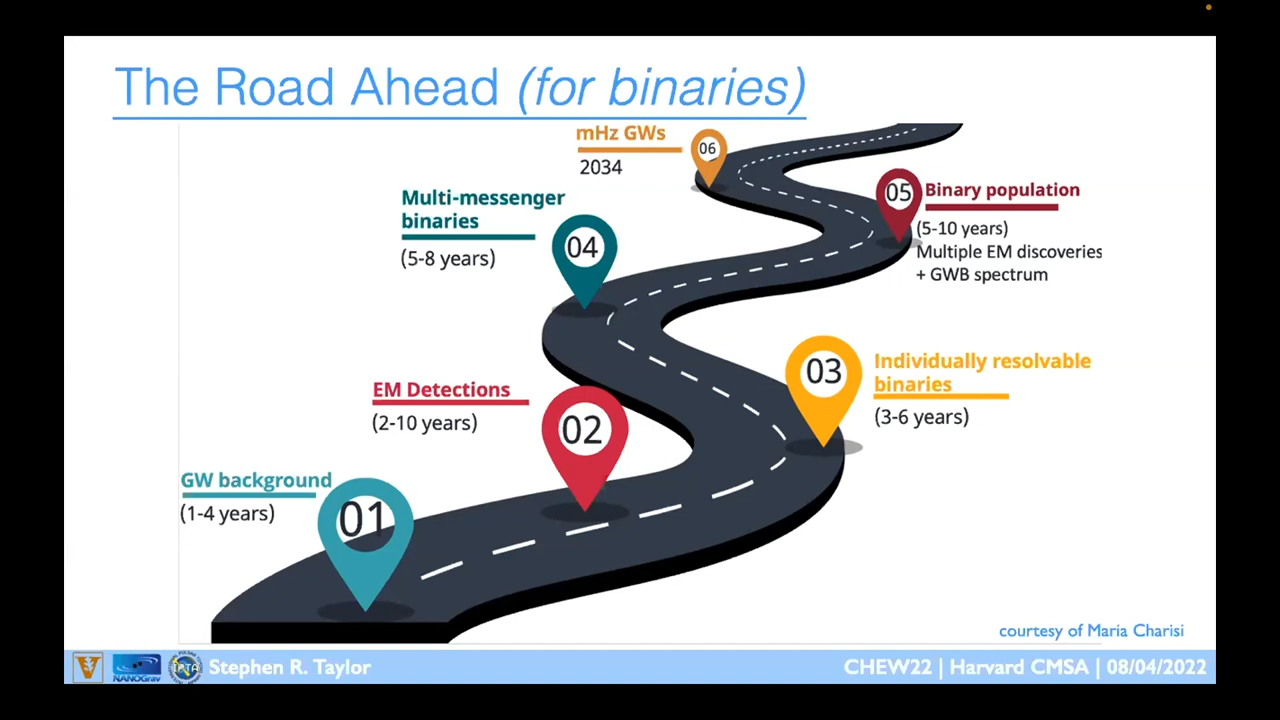 The Road Ahead (for binaries)
mHz GWs
2034
06
05
Binary population
(5-10 years)
Multiple EM discoveries
+ GWB spectrum
Multi-messenger
binaries
(5-8 years)
04
03
Individually resolvable
binaries
(3-6 years)
EM Detections
(2-10 years)
02
GW background
(1-4 years)
01
courtesy of Maria Charisi
NANOGrav
IPTA
Stephen R. Taylor
CHEW22 | Harvard CMSA | 08/04/2022